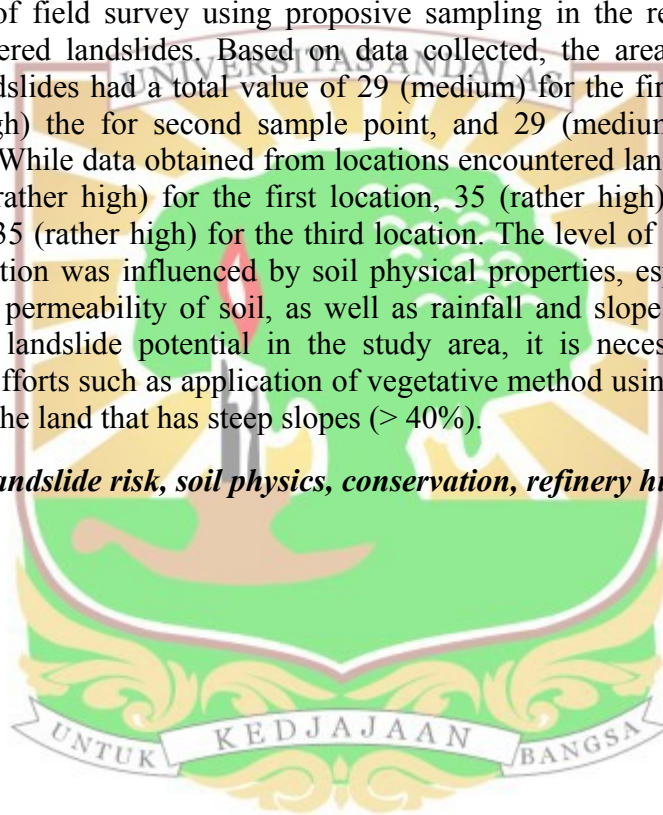 of field survey using proposive sampling in the re
ered landslides. Based on data collected, the area
UNIVERSITAS ANDALAS
dslides had a total value of 29 (medium) for the fir
gh) the for second sample point, and 29 (medium
While data obtained from locations encountered lan
rather high) for the first location, 35 (rather high)
35 (rather high) for the third location. The level of
tion was influenced by soil physical properties, esp
permeability of soil, as well as rainfall and slope
landslide potential in the study area, it is neces
fforts such as application of vegetative method using
he land that has steep slopes (> 40%).
andslide risk, soil physics, conservation, refinery hu
UNTUK KEDJAJAAN BANGSA